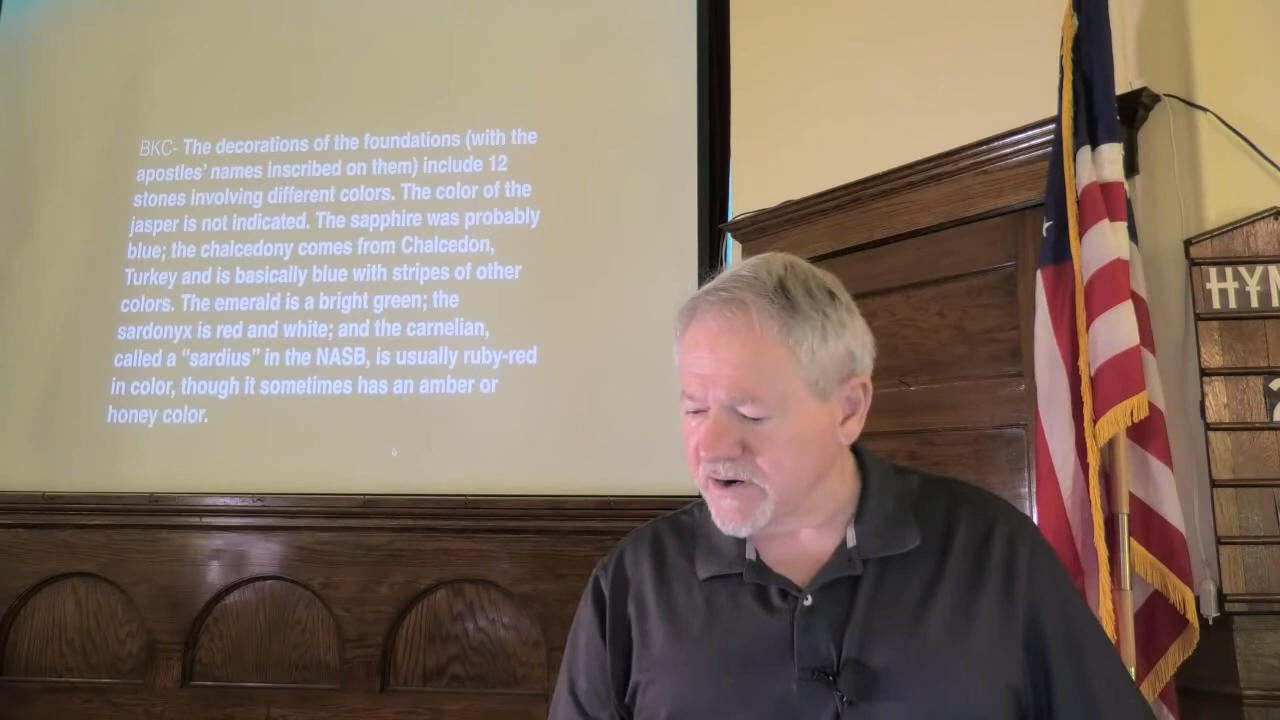 BKC- The decorations of the foundations (with the
apostles' names inscribed on them) include 12
stones involving different colors. The color of the
jasper is not indicated. The sapphire was probably
blue; the chalcedony comes from Chalcedon,
Turkey and is basically blue with stripes of other
colors. The emerald is a bright green; the
sardonyx is red and white; and the carnelian,
called a “sardius” in the NASB, is usually ruby-red
in color, though it sometimes has an amber or
honey color.
HYM